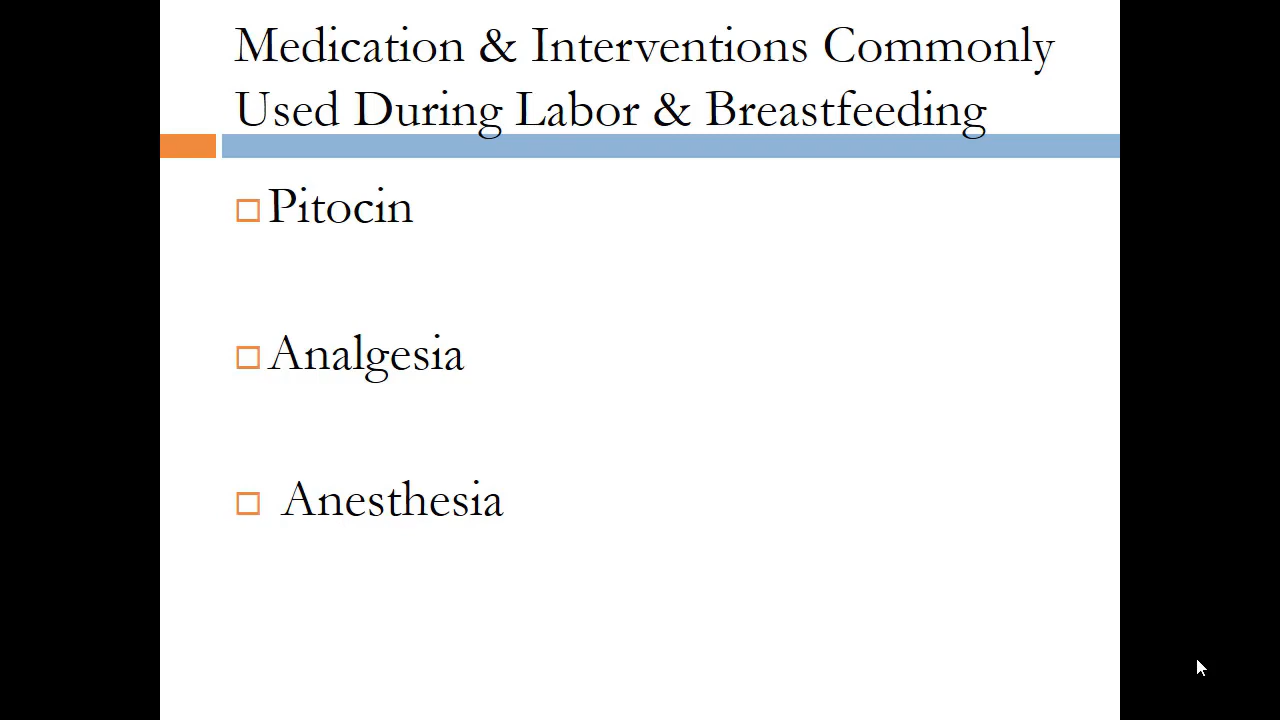 Medication & Interventions Commonly
Used During Labor & Breastfeeding
Pitocin
Analgesia
Anesthesia